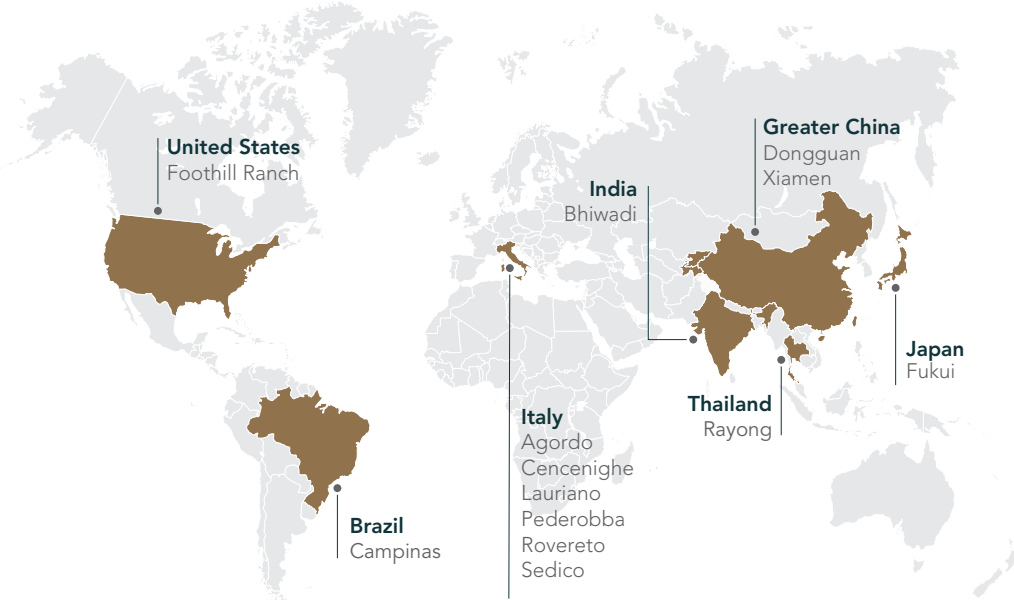 United States
Foothill Ranch
Greater China
Dongguan
Xiamen
India
Bhiwadi
Japan
Fukui
Thailand
Rayong
Italy
Agordo
Cencenighe
Lauriano
Pederobba
Rovereto
Sedico
Brazil
Campinas